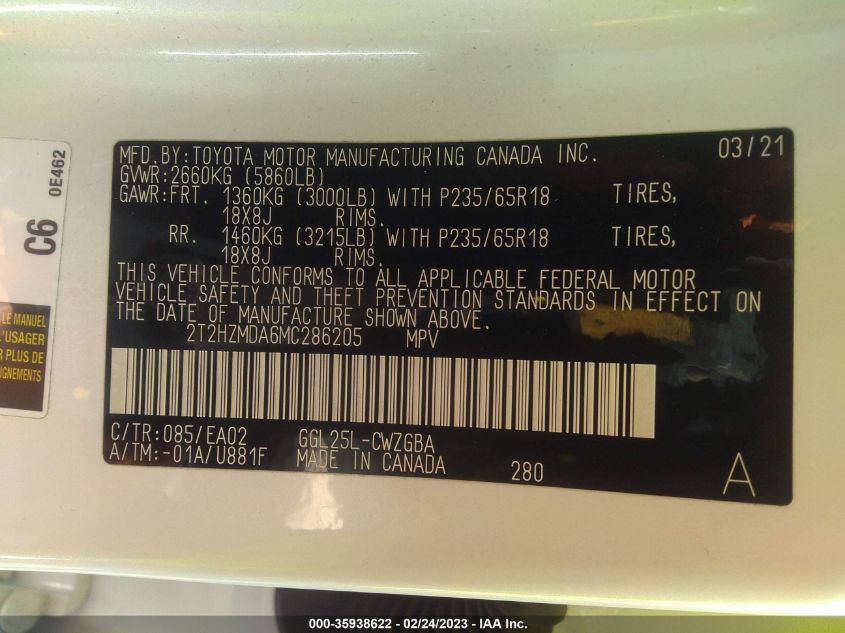 MFD.BY:TOYOTA MOTOR MANUFACTURING CANADA INC. 03/21
GVWR:2660KG (5860LB)
GAWR:FRT. 1360KG (3000LB) WITH P235/65R18 TIRES,
18X8J RIMS.
RR. 1460KG (3215LB) WITH P235/65R18 TIRES,
18X8J RIMS.
THIS VEHICLE CONFORMS TO ALL APPLICABLE FEDERAL MOTOR
VEHICLE SAFETY AND THEFT PREVENTION STANDARDS IN EFFECT ON
THE DATE OF MANUFACTURE SHOWN ABOVE.
2T2HZMDA6MC286205 MPV
C/TR:085/EA02 GGL25L-CWZGBA
A/TM:-01A/U881F MADE IN CANADA 280 A
C6 0E462
LE MANUEL
L'USAGER
R PLUS DE
IGNEMENTS
000-35938622 - 02/24/2023 - IAA Inc.